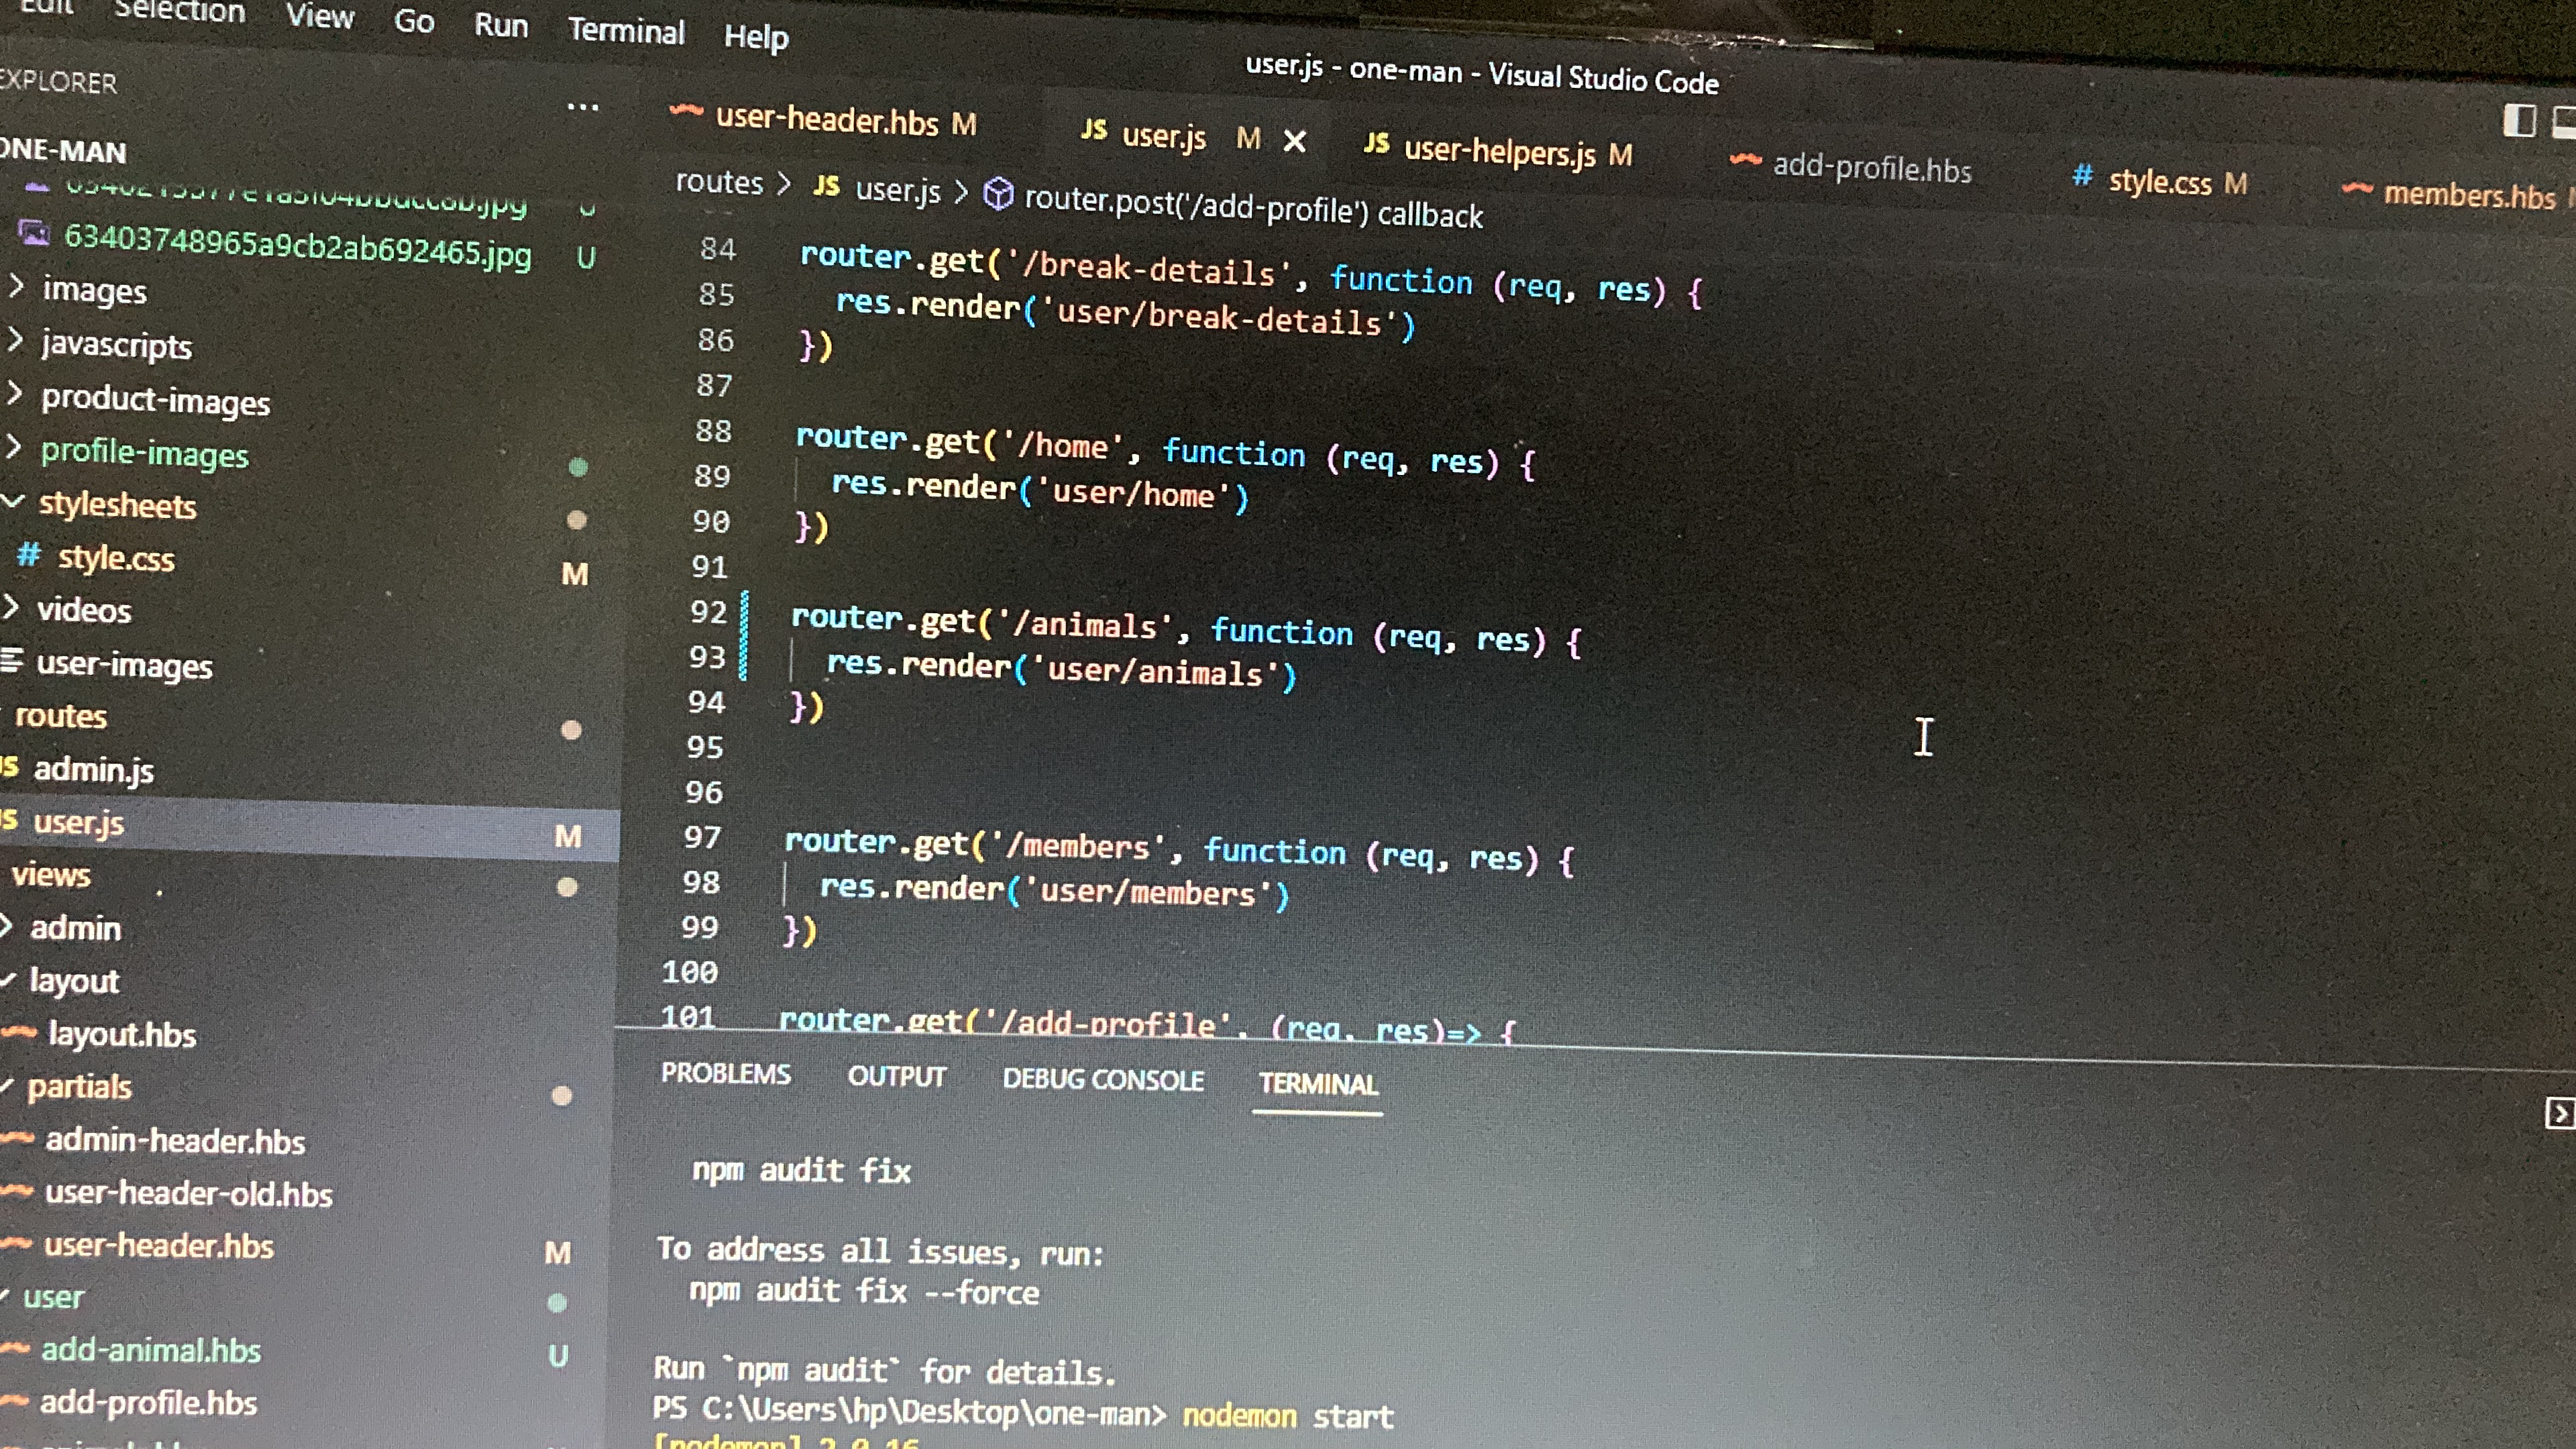 Edit Selection View Go Run Terminal Help
user.js - one-man - Visual Studio Code
EXPLORER
...
ONE-MAN
63403748965a9cb2ab692465.jpg U
images
javascripts
product-images
profile-images
stylesheets
# style.css M
videos
user-images
routes
JS admin.js
JS user.js M
views
admin
layout
layout.hbs
partials
admin-header.hbs
user-header-old.hbs
user-header.hbs M
user
add-animal.hbs U
add-profile.hbs
user-header.hbs M
JS user.js M ×
JS user-helpers.js M
add-profile.hbs
# style.css M
members.hbs
routes > JS user.js > router.post('/add-profile') callback
84 router.get('/break-details', function (req, res) {
85 res.render('user/break-details')
86 })
87
88 router.get('/home', function (req, res) {
89 res.render('user/home')
90 })
91
92 router.get('/animals', function (req, res) {
93 res.render('user/animals')
94 })
95
96
97 router.get('/members', function (req, res) {
98 res.render('user/members')
99 })
100
101 router.get('/add-profile', (req, res)=> {
PROBLEMS OUTPUT DEBUG CONSOLE TERMINAL
npm audit fix
To address all issues, run:
npm audit fix --force
Run `npm audit` for details.
PS C:\Users\hp\Desktop\one-man> nodemon start
[nodemon] 2.0.16